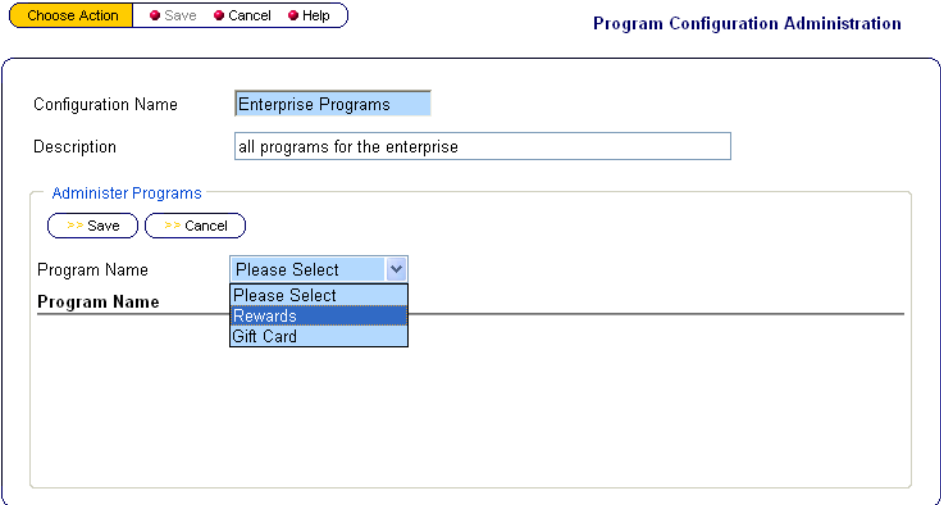 Choose Action Save Cancel Help
Program Configuration Administration
Configuration Name Enterprise Programs
Description all programs for the enterprise
Administer Programs
>> Save >> Cancel
Program Name Please Select
Please Select
Program Name
Rewards
Gift Card